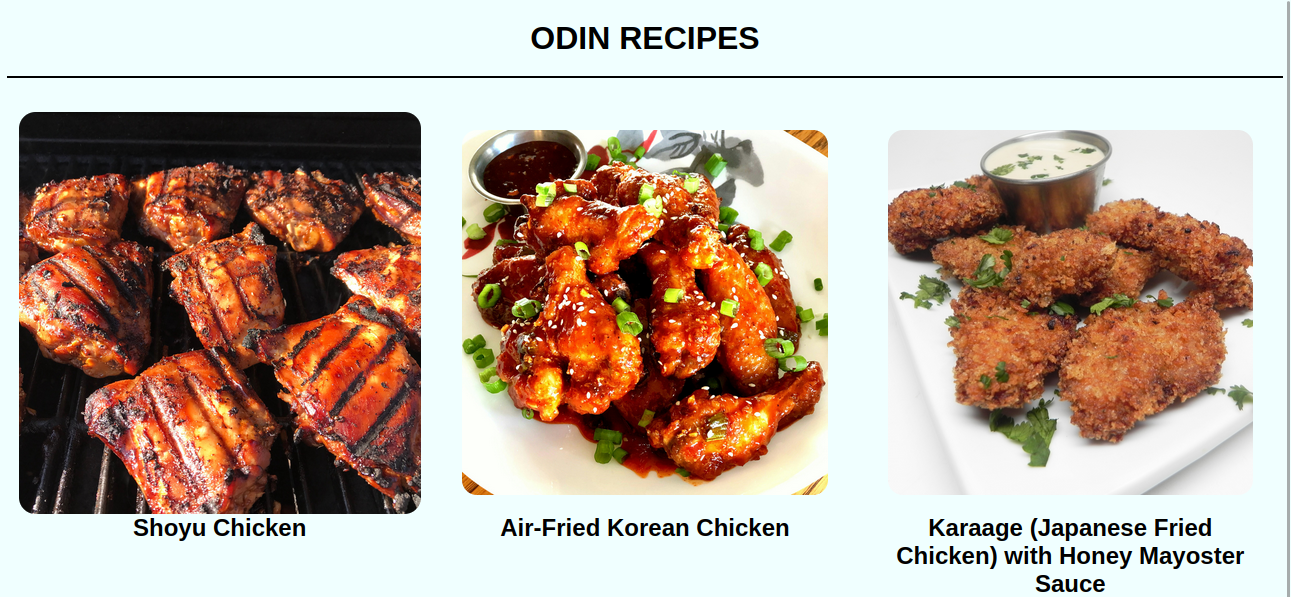 ODIN RECIPES
Shoyu Chicken
Air-Fried Korean Chicken
Karaage (Japanese Fried
Chicken) with Honey Mayoster
Sauce